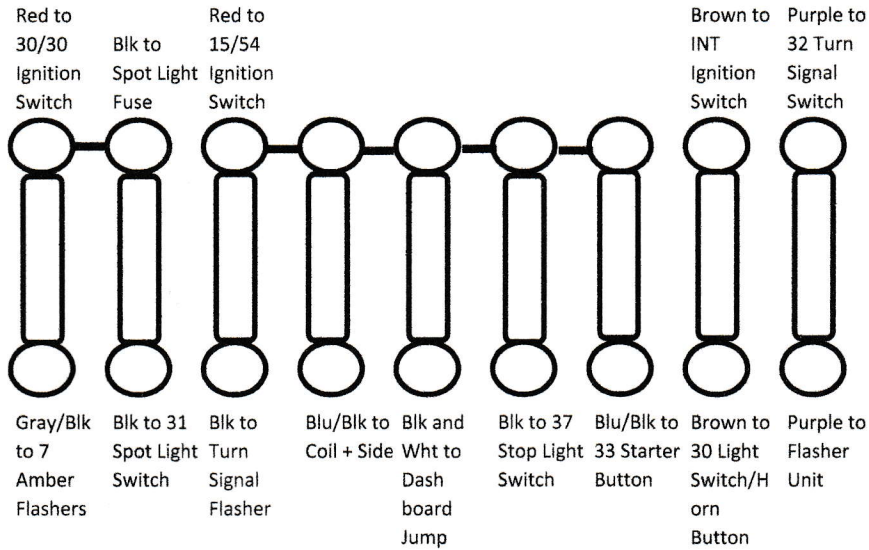 Red to
30/30
Ignition
Switch
Blk to
Spot Light
Fuse
Red to
15/54
Ignition
Switch
Brown to
INT
Ignition
Switch
Purple to
32 Turn
Signal
Switch
Gray/Blk
to 7
Amber
Flashers
Blk to 31
Spot Light
Switch
Blk to
Turn
Signal
Flasher
Blu/Blk to
Coil + Side
Blk and
Wht to
Dash
board
Jump
Blk to 37
Stop Light
Switch
Blu/Blk to
33 Starter
Button
Brown to
30 Light
Switch/H
orn
Button
Purple to
Flasher
Unit